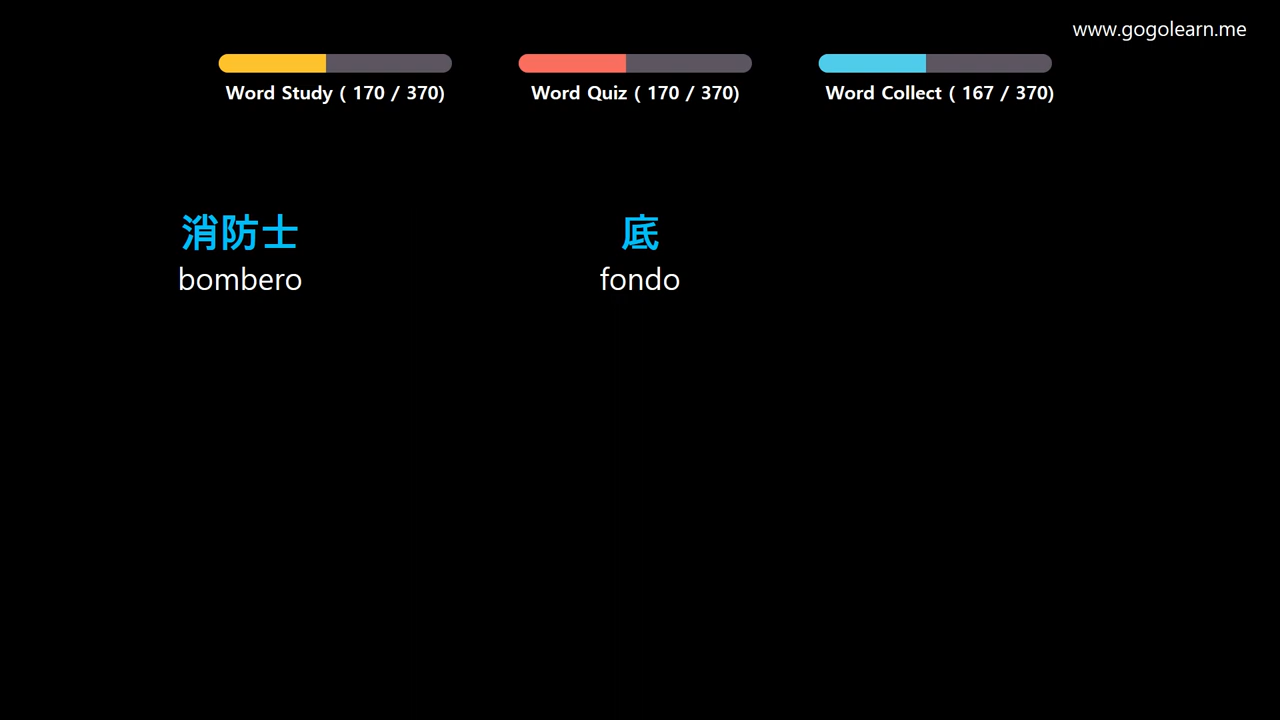 www.gogolearn.me
Word Study ( 170 / 370)
Word Quiz ( 170 / 370)
Word Collect ( 167 / 370)
消防士
bombero
底
fondo